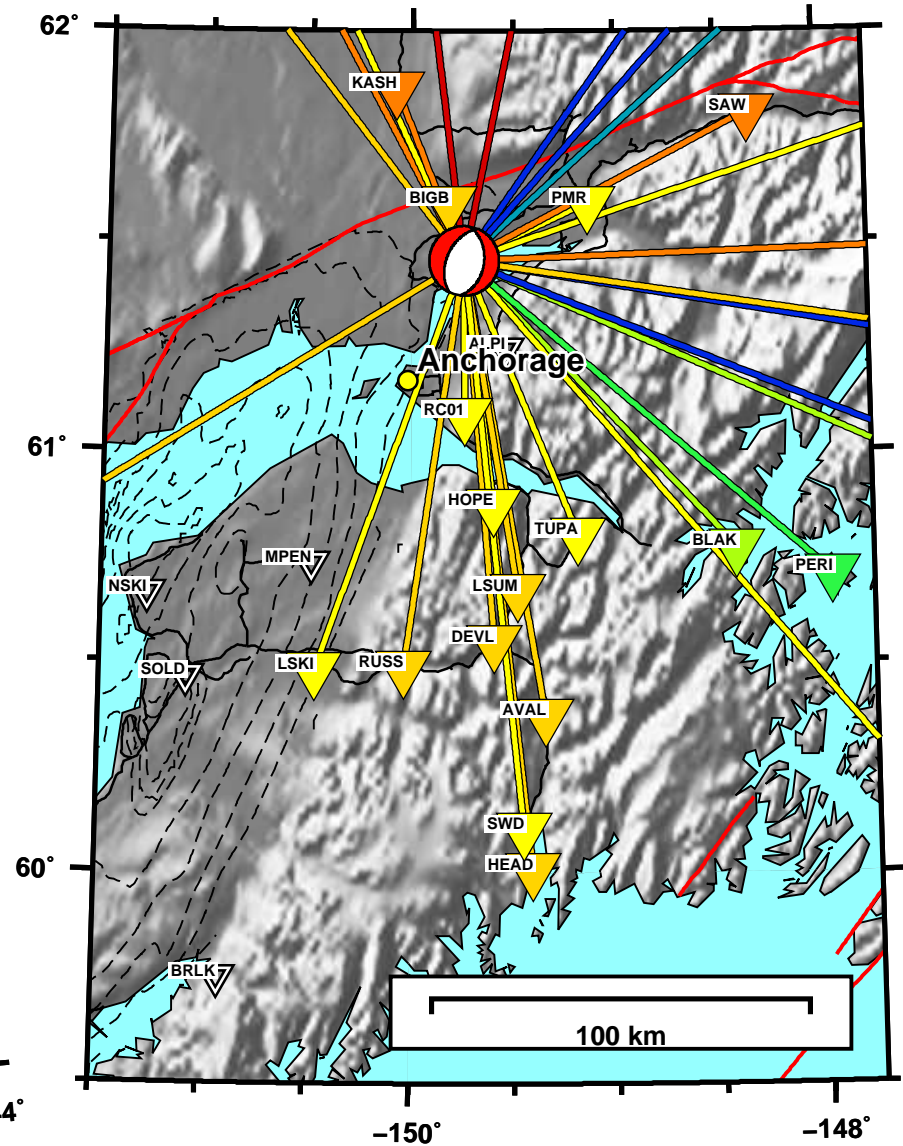 62°
KASH
SAW
BIGB
PMR
ALPI
Anchorage
RC01
61°
HOPE
TUPA
BLAK
MPEN
PERI
NSKI
LSUM
DEVL
SOLD
LSKI
RUSS
AVAL
SWD
60°
HEAD
BRLK
100 km
4°
−150°
−148°